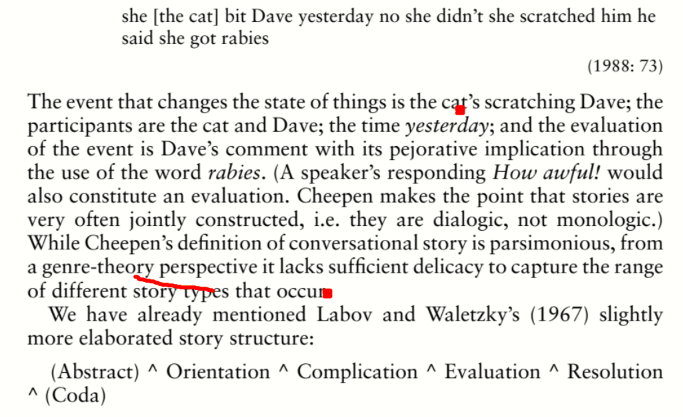 she [the cat] bit Dave yesterday no she didn't she scratched him he
said she got rabies
(1988: 73)
The event that changes the state of things is the cat's scratching Dave; the
participants are the cat and Dave; the time yesterday; and the evaluation
of the event is Dave's comment with its pejorative implication through
the use of the word rabies. (A speaker's responding How awful! would
also constitute an evaluation. Cheepen makes the point that stories are
very often jointly constructed, i.e. they are dialogic, not monologic.)
While Cheepen's definition of conversational story is parsimonious, from
a genre-theory perspective it lacks sufficient delicacy to capture the range
of different story types that occur.
We have already mentioned Labov and Waletzky's (1967) slightly
more elaborated story structure:
(Abstract) ^ Orientation ^ Complication ^ Evaluation ^ Resolution
^ (Coda)